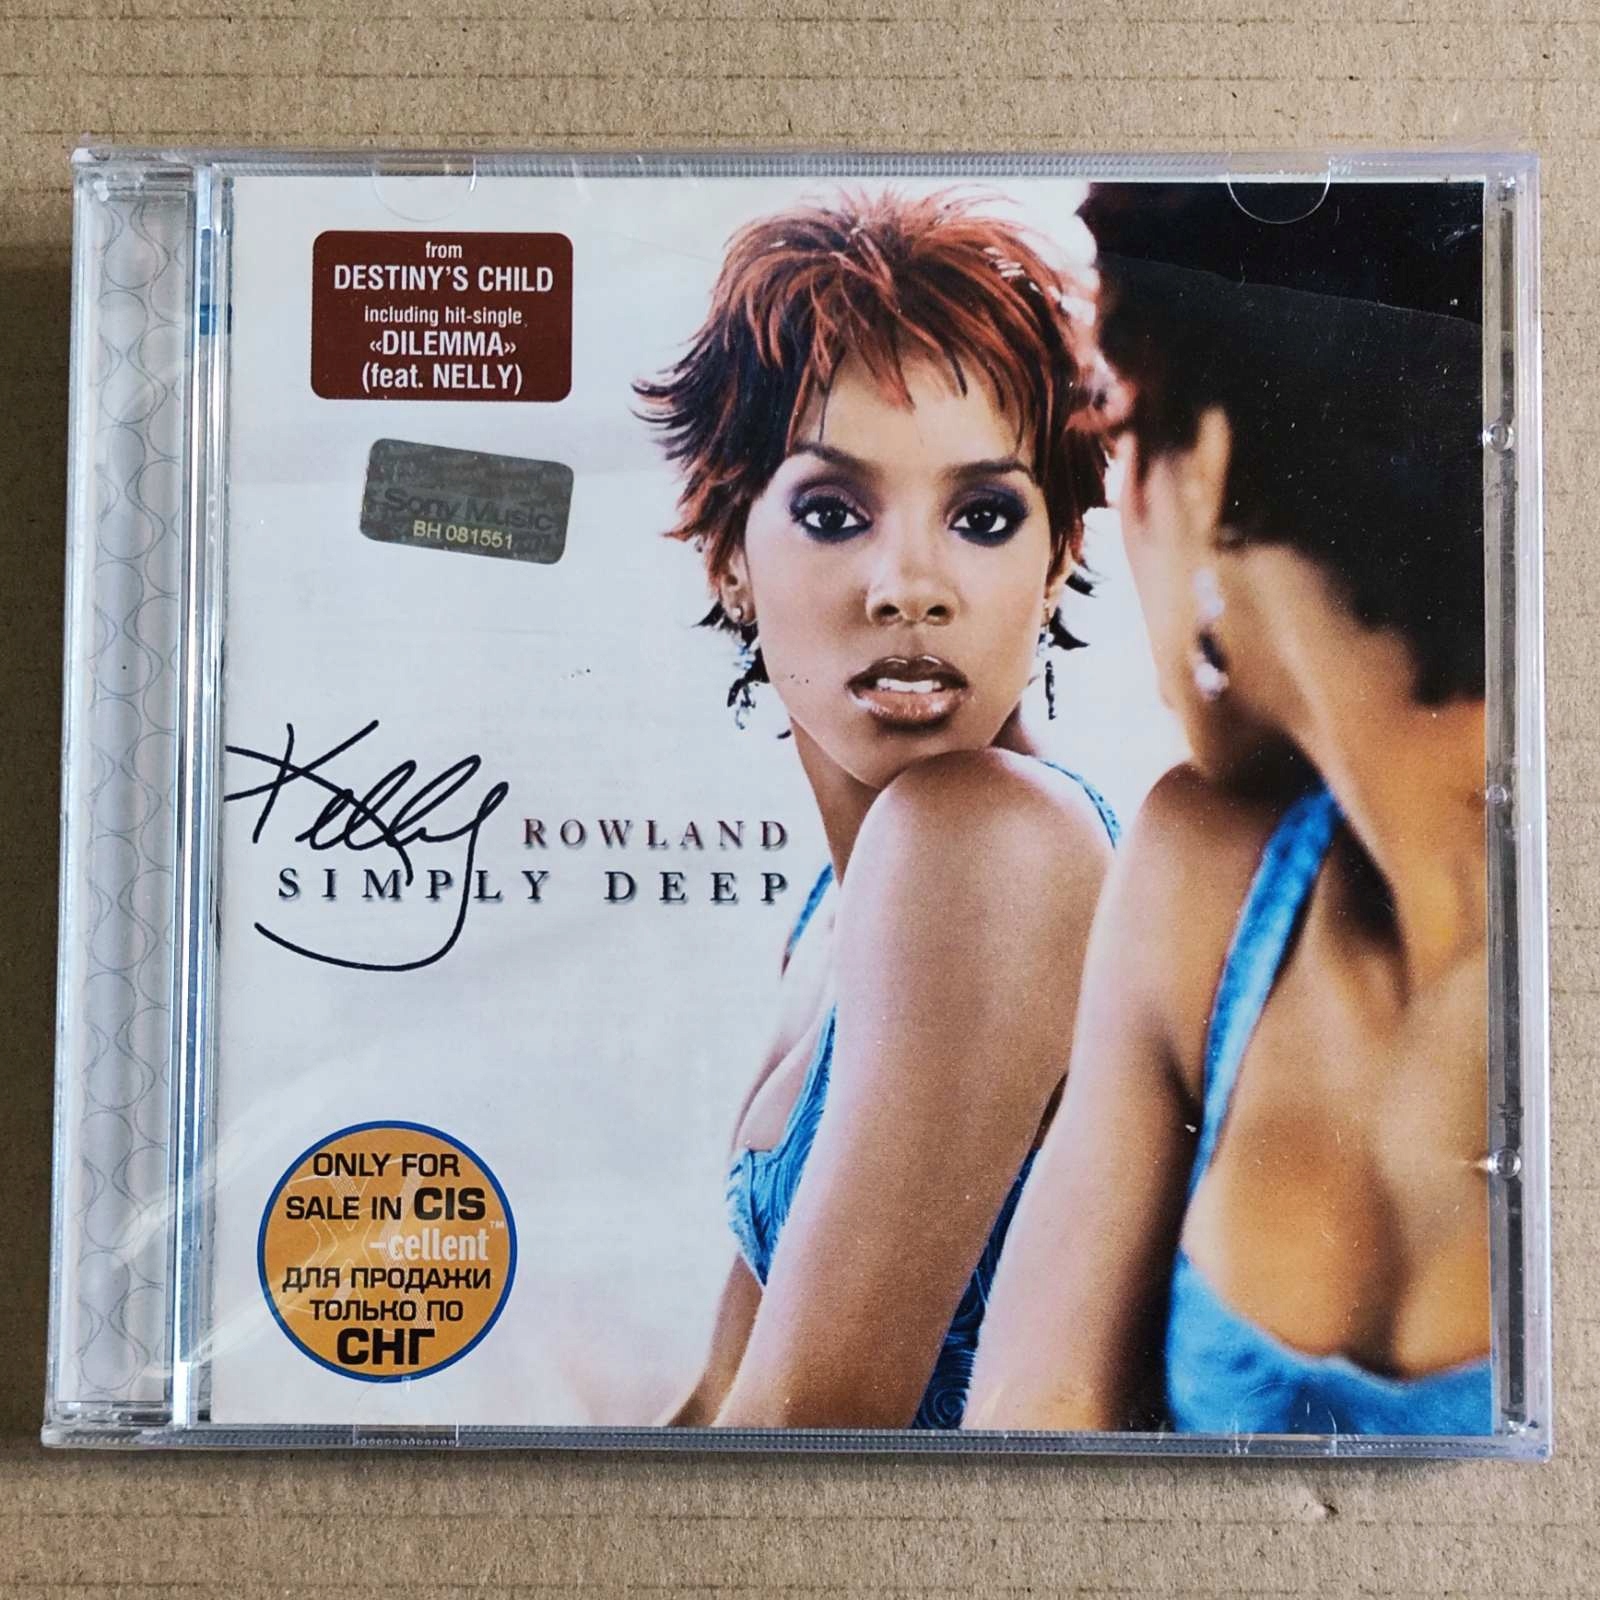 from
DESTINY'S CHILD
including hit-single
«DILEMMA»
(feat. NELLY)
Sony Music
BH 081551
Kelly ROWLAND
SIMPLY DEEP
ONLY FOR
SALE IN CIS
X-cellent™
ДЛЯ ПРОДАЖИ
ТОЛЬКО ПО
СНГ